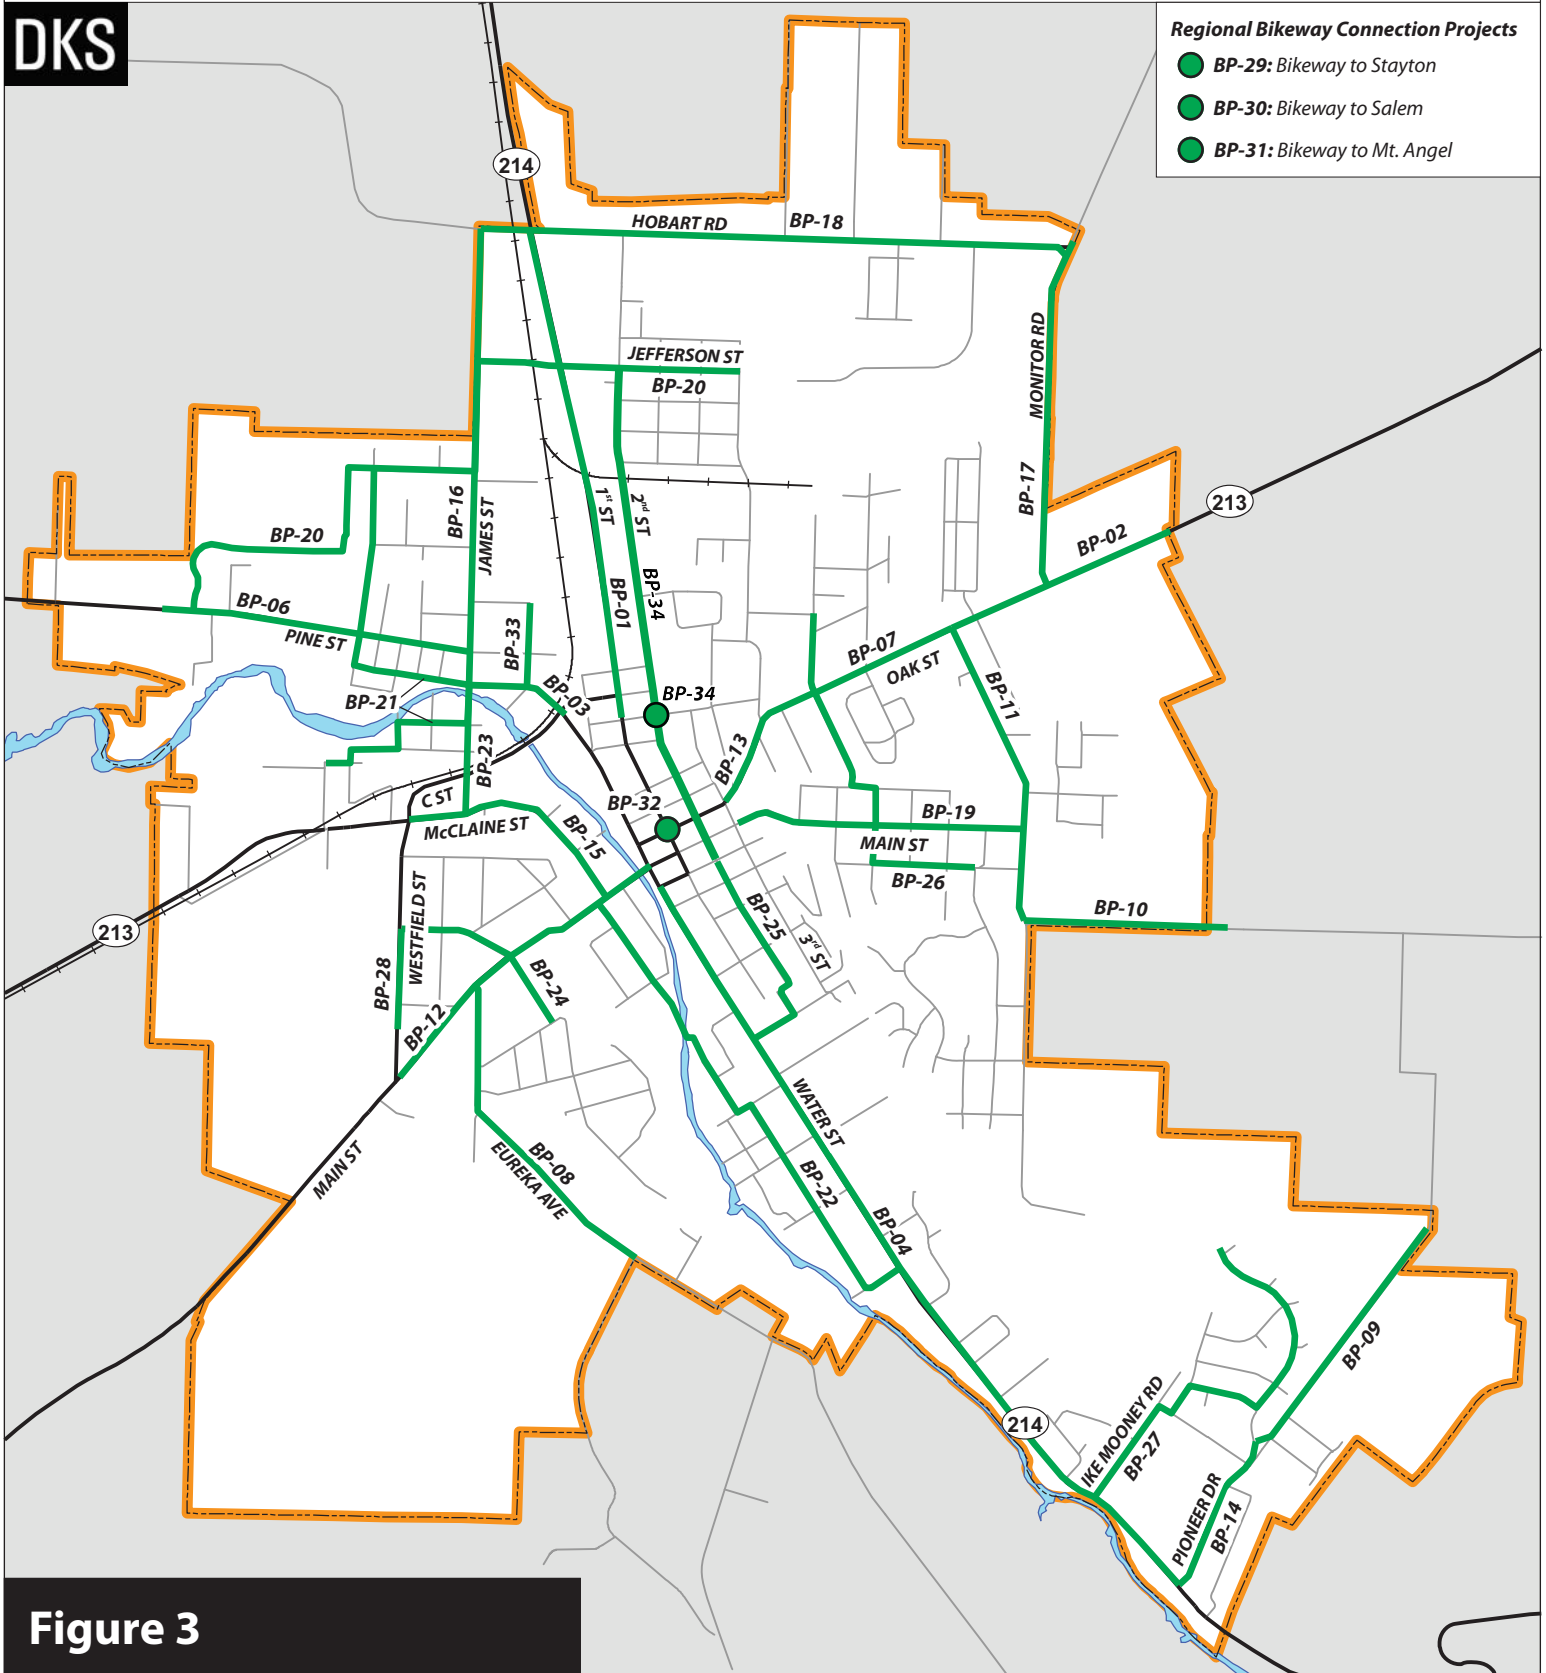 DKS
Regional Bikeway Connection Projects
BP-29: Bikeway to Stayton
BP-30: Bikeway to Salem
BP-31: Bikeway to Mt. Angel
214
HOBART RD
BP-18
MONITOR RD
JEFFERSON ST
BP-20
BP-17
213
BP-02
BP-16
JAMES ST
1st ST
2nd ST
BP-20
BP-06
PINE ST
BP-33
BP-01
BP-34
BP-07
OAK ST
BP-11
BP-21
BP-03
BP-34
BP-23
BP-13
C ST
McCLAINE ST
BP-32
BP-15
BP-19
MAIN ST
BP-26
BP-10
213
WESTFIELD ST
BP-28
BP-12
BP-24
BP-25
3rd ST
MAIN ST
EUREKA AVE
BP-08
WATER ST
BP-22
BP-04
214
IKE MOONEY RD
BP-27
BP-09
PIONEER DR
BP-14
Figure 3